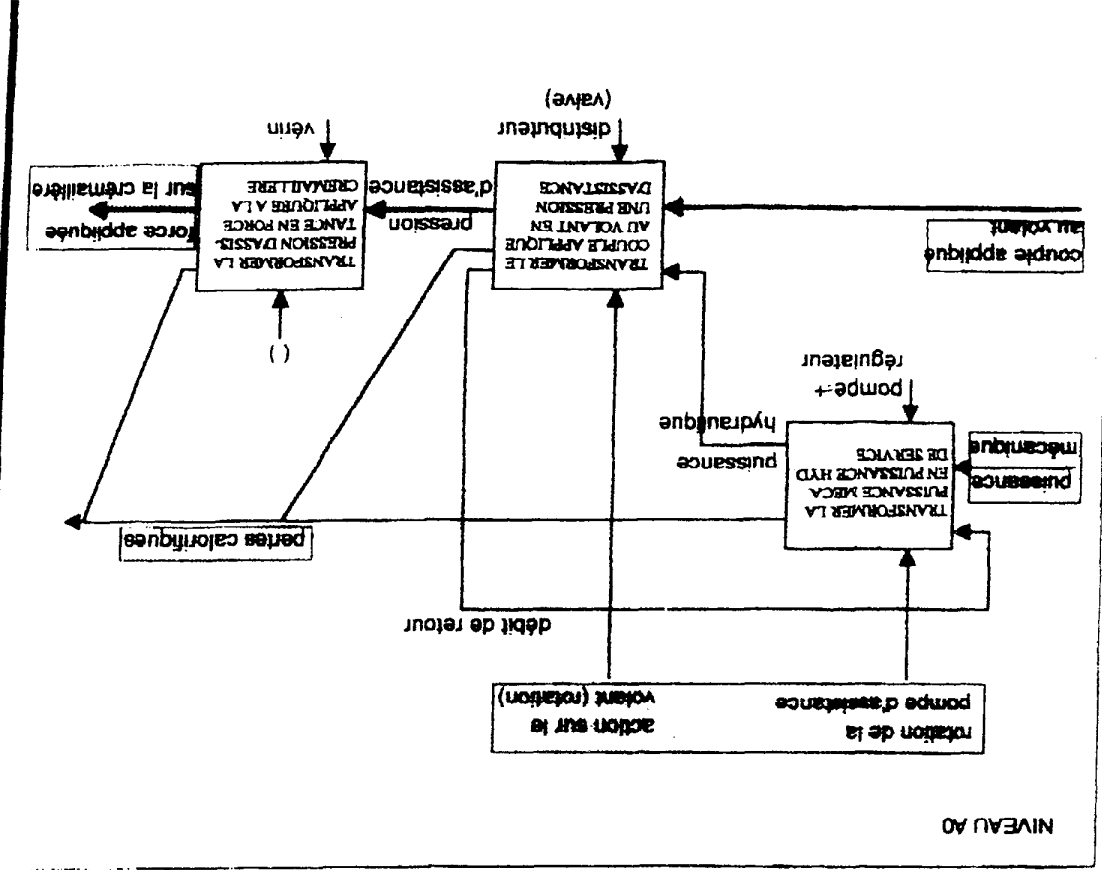 NIVEAU A0
rotation de la
pompe d'assistance
action sur le
volant (rotation)
débit de retour
pertes calorifiques
TRANSFORMER LA
PUISSANCE MECA
EN PUISSANCE HYD
DE SERVICE
puissance
mécanique
puissance
hydraulique
pompe +
régulateur
couple appliqué
au volant
TRANSFORMER LE
COUPLE APPLIQUE
AU VOLANT EN
UNE PRESSION
D'ASSISTANCE
distributeur
(valve)
pression
d'assistance
( )
TRANSFORMER LA
PRESSION D'ASSIS-
TANCE EN FORCE
APPLIQUEE A LA
CREMAILLERE
vérin
force appliquée
sur la crémaillère